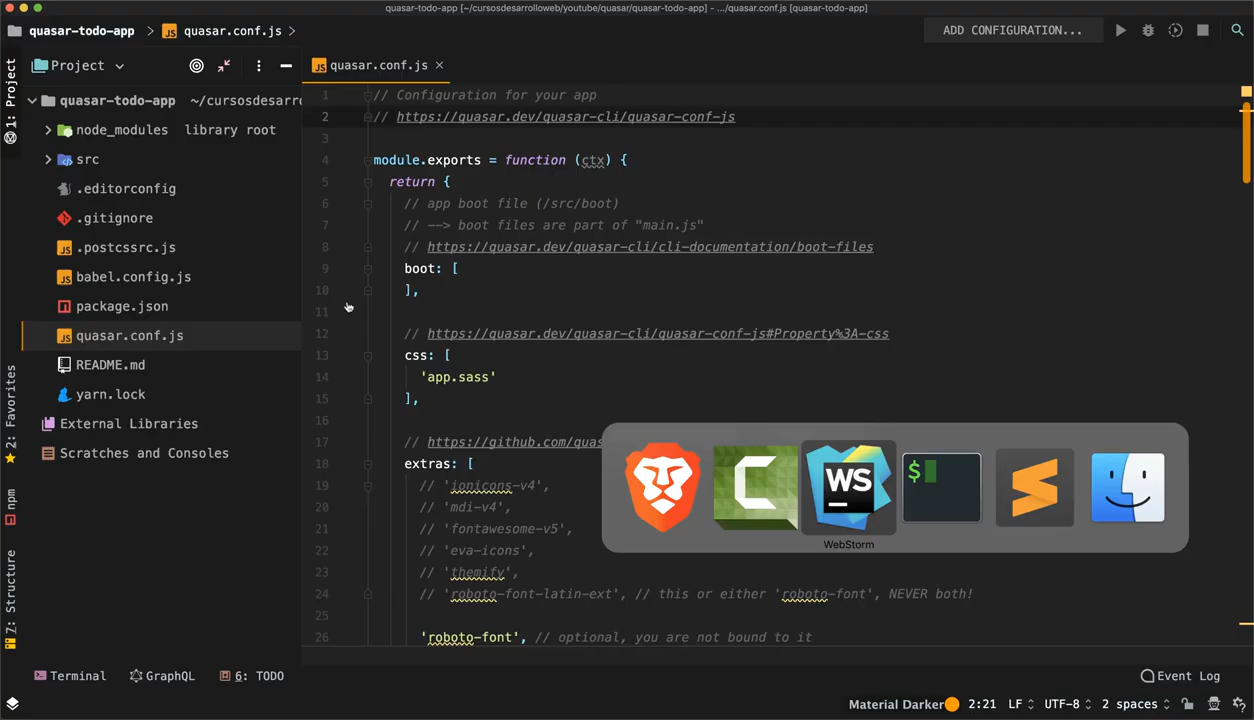 quasar-todo-app [~/cursosdesarrolloweb/youtube/quasar/quasar-todo-app] - .../quasar.conf.js [quasar-todo-app]
quasar-todo-app quasar.conf.js
ADD CONFIGURATION...
1: Project
2: Favorites
npm
7: Structure
Project
quasar-todo-app ~/cursosdesarro
node_modules library root
src
.editorconfig
.gitignore
.postcssrc.js
babel.config.js
package.json
quasar.conf.js
README.md
yarn.lock
External Libraries
Scratches and Consoles
quasar.conf.js
1 // Configuration for your app
2 // https://quasar.dev/quasar-cli/quasar-conf-js
3
4 module.exports = function (ctx) {
5 return {
6 // app boot file (/src/boot)
7 // --> boot files are part of "main.js"
8 // https://quasar.dev/quasar-cli/cli-documentation/boot-files
9 boot: [
10 ],
11
12 // https://quasar.dev/quasar-cli/quasar-conf-js#Property%3A-css
13 css: [
14 'app.sass'
15 ],
16
17 // https://github.com/quas
18 extras: [
19 // 'ionicons-v4',
20 // 'mdi-v4',
21 // 'fontawesome-v5',
22 // 'eva-icons',
23 // 'themify',
24 // 'roboto-font-latin-ext', // this or either 'roboto-font', NEVER both!
25
26 'roboto-font', // optional, you are not bound to it
WS
$
WebStorm
Terminal GraphQL 6: TODO Event Log
Material Darker 2:21 LF UTF-8 2 spaces